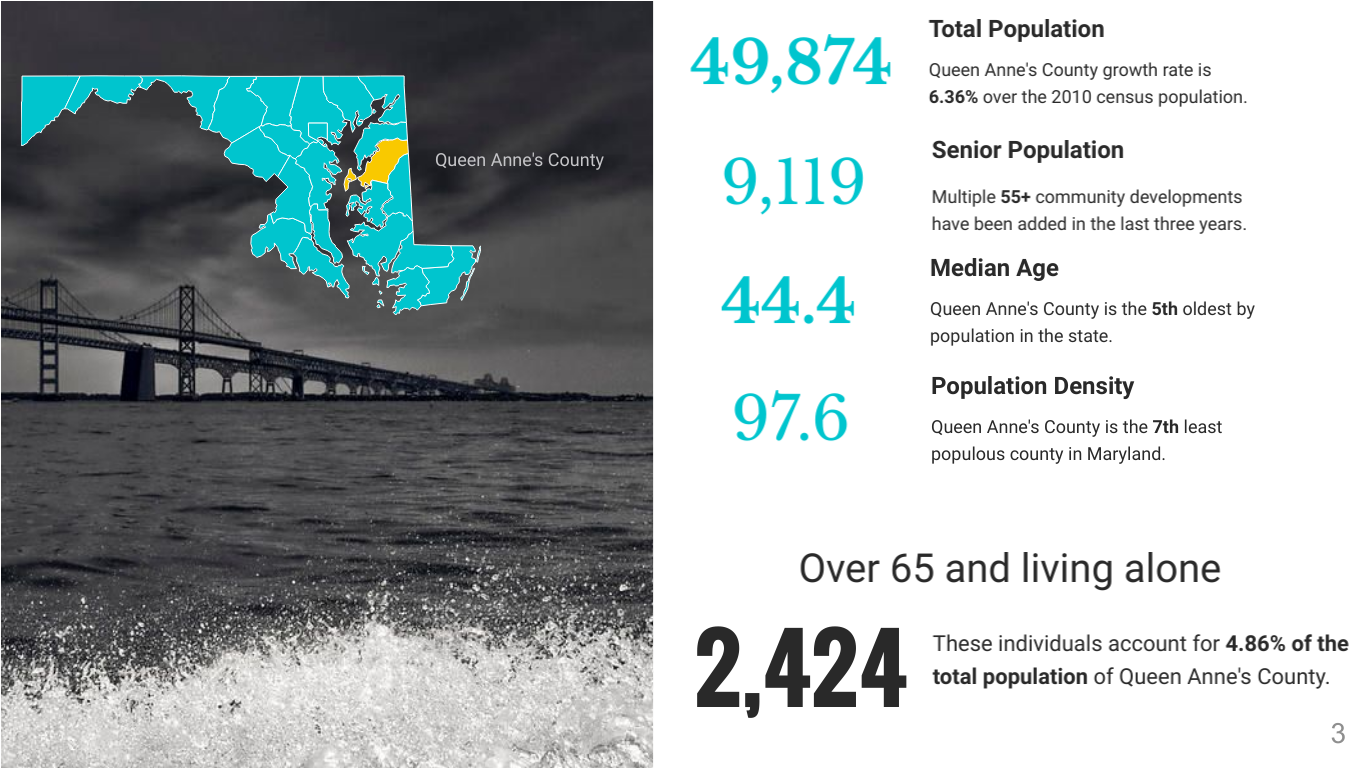 Queen Anne's County
49,874
Total Population
Queen Anne's County growth rate is
6.36% over the 2010 census population.
9,119
Senior Population
Multiple 55+ community developments
have been added in the last three years.
44.4
Median Age
Queen Anne's County is the 5th oldest by
population in the state.
97.6
Population Density
Queen Anne's County is the 7th least
populous county in Maryland.
Over 65 and living alone
2,424
These individuals account for 4.86% of the
total population of Queen Anne's County.
3